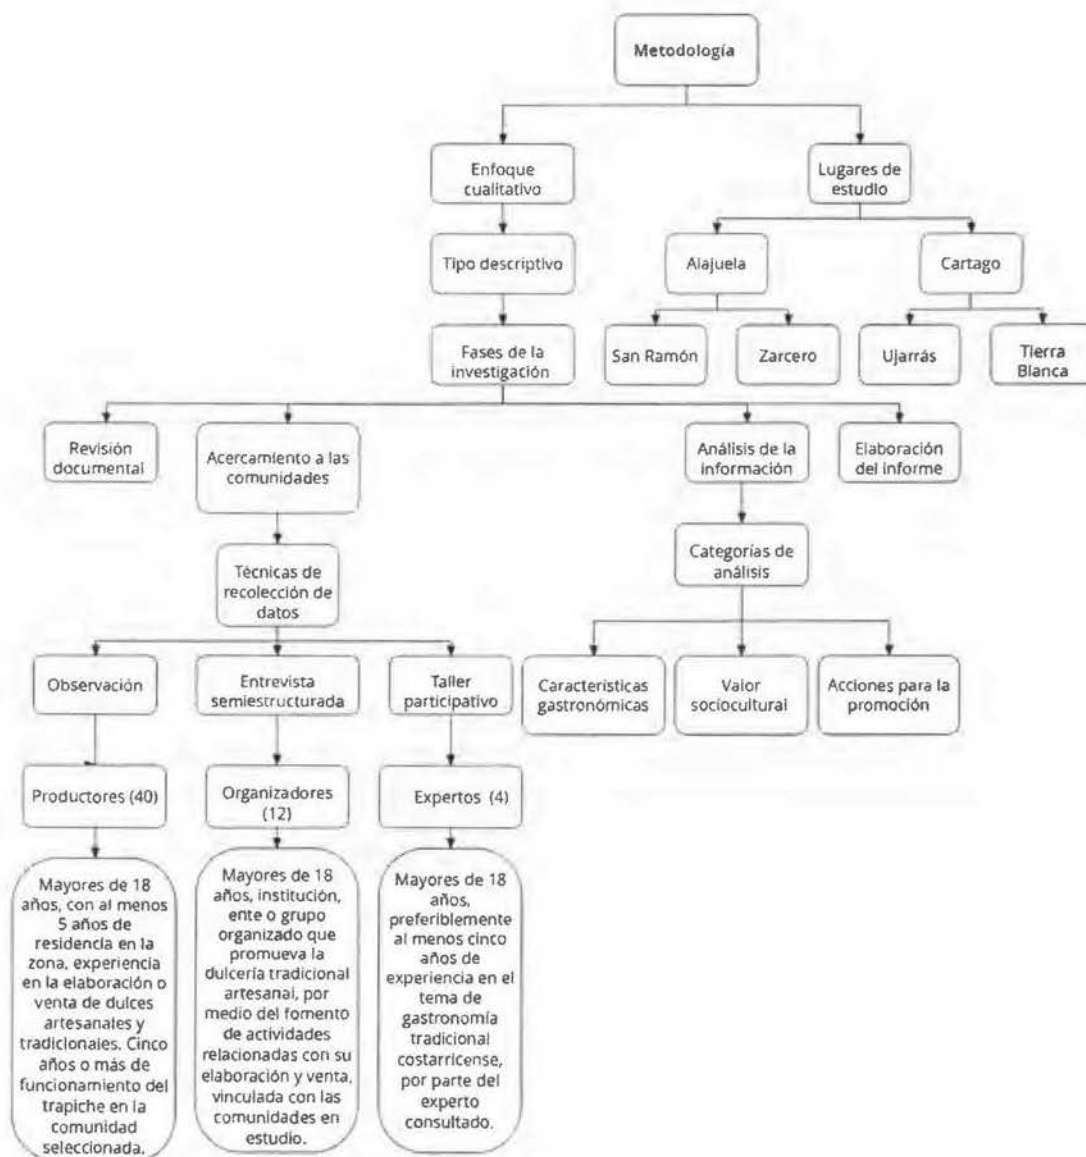 Metodología
Enfoque
cualitativo
Lugares de
estudio
Tipo descriptivo
Alajuela
Cartago
Fases de la
investigación
San Ramón
Zarcero
Ujarrás
Tierra
Blanca
Revisión
documental
Acercamiento a las
comunidades
Análisis de la
información
Elaboración
del informe
Técnicas de
recolección de
datos
Categorías de
análisis
Observación
Entrevista
semiestructurada
Taller
participativo
Características
gastronómicas
Valor
sociocultural
Acciones para la
promoción
Productores (40)
Organizadores
(12)
Expertos (4)
Mayores de 18
años, con al menos
5 años de
residencia en la
zona, experiencia
en la elaboración o
venta de dulces
artesanales y
tradicionales. Cinco
años o más de
funcionamiento del
trapiche en la
comunidad
seleccionada.
Mayores de 18
años, institución,
ente o grupo
organizado que
promueva la
dulcería tradicional
artesanal, por
medio del fomento
de actividades
relacionadas con su
elaboración y venta,
vinculada con las
comunidades en
estudio.
Mayores de 18
años,
preferiblemente
al menos cinco
años de
experiencia en el
tema de
gastronomía
tradicional
costarricense,
por parte del
experto
consultado.